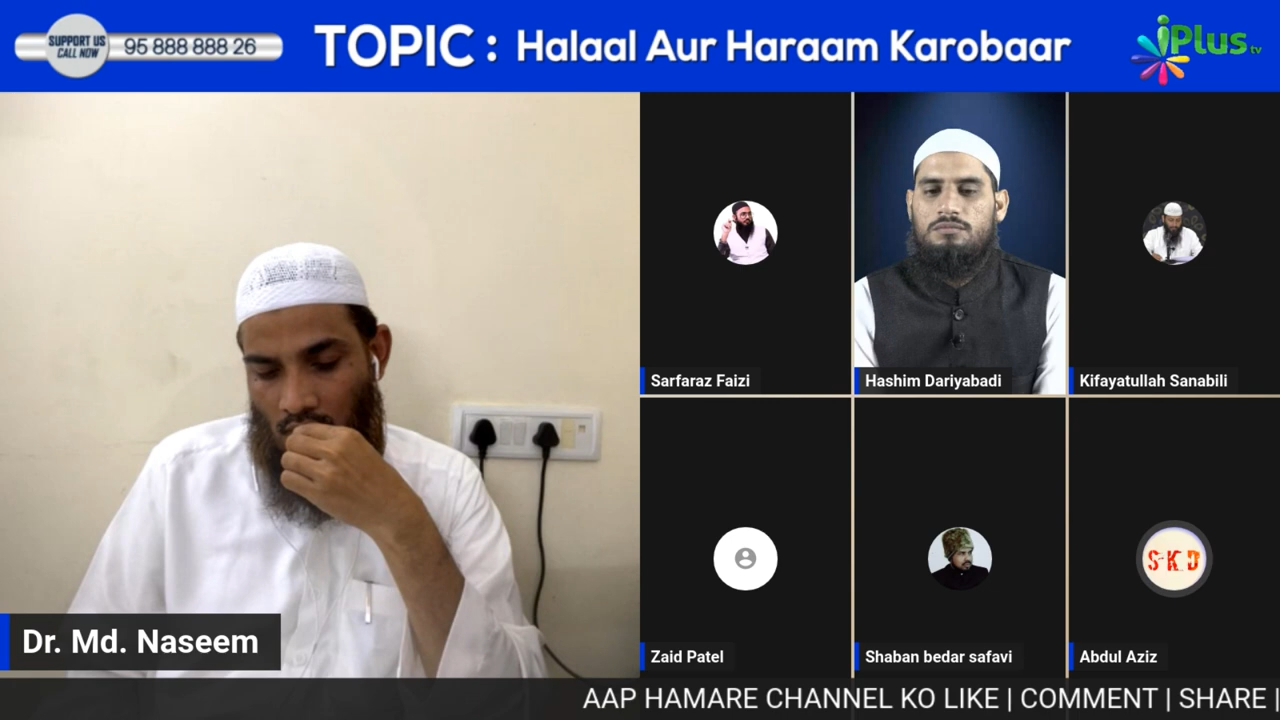 SUPPORT US
CALL NOW
95 888 888 26
TOPIC : Halaal Aur Haraam Karobaar
iPlus tv
Sarfaraz Faizi
Hashim Dariyabadi
Kifayatullah Sanabili
S K D
Dr. Md. Naseem
Zaid Patel
Shaban bedar safavi
Abdul Aziz
AAP HAMARE CHANNEL KO LIKE | COMMENT | SHARE |